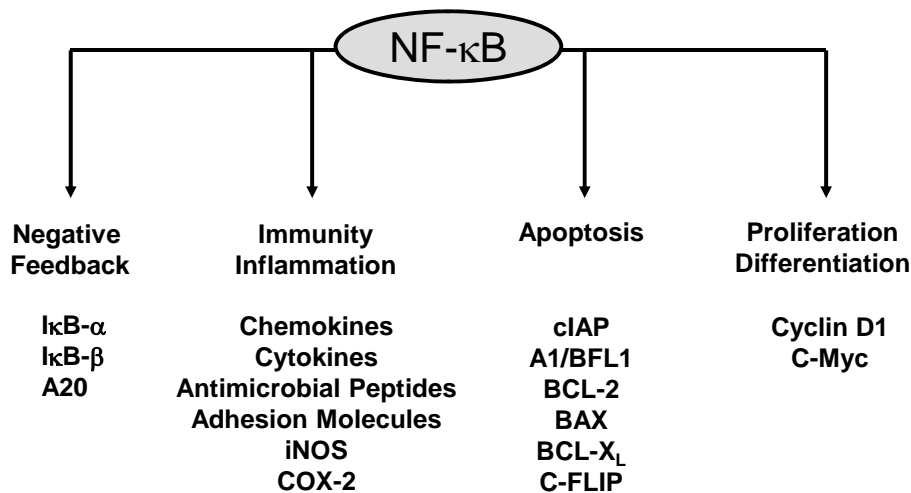 NF-κB
Negative
Feedback
IκB-α
IκB-β
A20
Immunity
Inflammation
Chemokines
Cytokines
Antimicrobial Peptides
Adhesion Molecules
iNOS
COX-2
Apoptosis
cIAP
A1/BFL1
BCL-2
BAX
BCL-X_L
C-FLIP
Proliferation
Differentiation
Cyclin D1
C-Myc